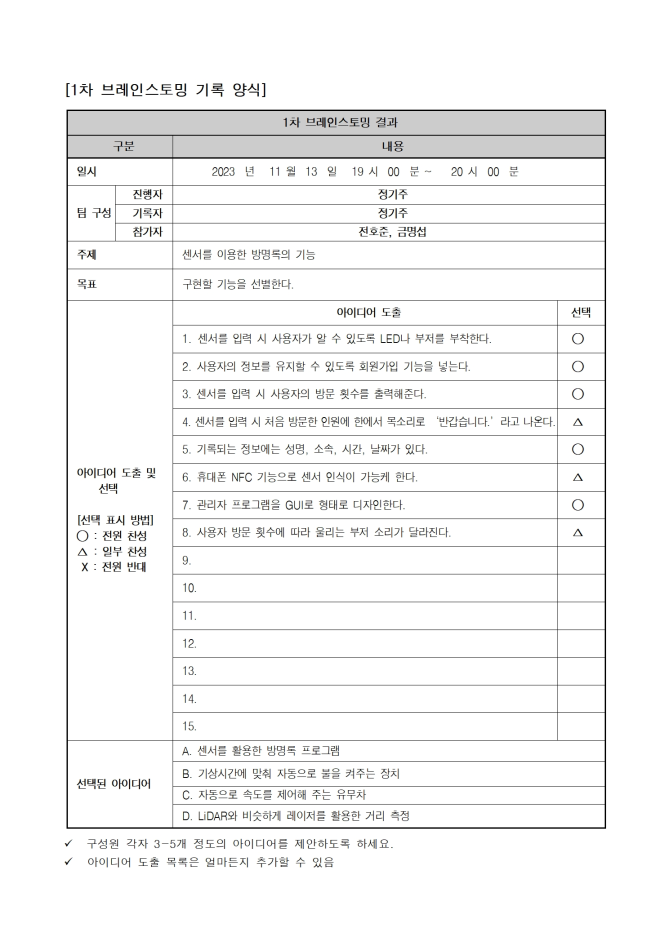 [1차 브레인스토밍 기록 양식]
1차 브레인스토밍 결과
구분 내용
일시 2023 년 11 월 13 일 19 시 00 분 ~ 20 시 00 분
팀 구성 진행자 정기주
기록자 정기주
참가자 전호준, 금명섭
주제 센서를 이용한 방명록의 기능
목표 구현할 기능을 선별한다.
아이디어 도출 선택
1. 센서를 입력 시 사용자가 알 수 있도록 LED나 부저를 부착한다. ○
2. 사용자의 정보를 유지할 수 있도록 회원가입 기능을 넣는다. ○
3. 센서를 입력 시 사용자의 방문 횟수를 출력해준다. ○
4. 센서를 입력 시 처음 방문한 인원에 한에서 목소리로 ‘반갑습니다.’ 라고 나온다. △
5. 기록되는 정보에는 성명, 소속, 시간, 날짜가 있다. ○
6. 휴대폰 NFC 기능으로 센서 인식이 가능케 한다. △
7. 관리자 프로그램을 GUI로 형태로 디자인한다. ○
8. 사용자 방문 횟수에 따라 울리는 부저 소리가 달라진다. △
9.
10.
11.
12.
13.
14.
15.
아이디어 도출 및
선택
[선택 표시 방법]
○ : 전원 찬성
△ : 일부 찬성
X : 전원 반대
선택된 아이디어
A. 센서를 활용한 방명록 프로그램
B. 기상시간에 맞춰 자동으로 불을 켜주는 장치
C. 자동으로 속도를 제어해 주는 유무차
D. LiDAR와 비슷하게 레이저를 활용한 거리 측정
✓ 구성원 각자 3-5개 정도의 아이디어를 제안하도록 하세요.
✓ 아이디어 도출 목록은 얼마든지 추가할 수 있음